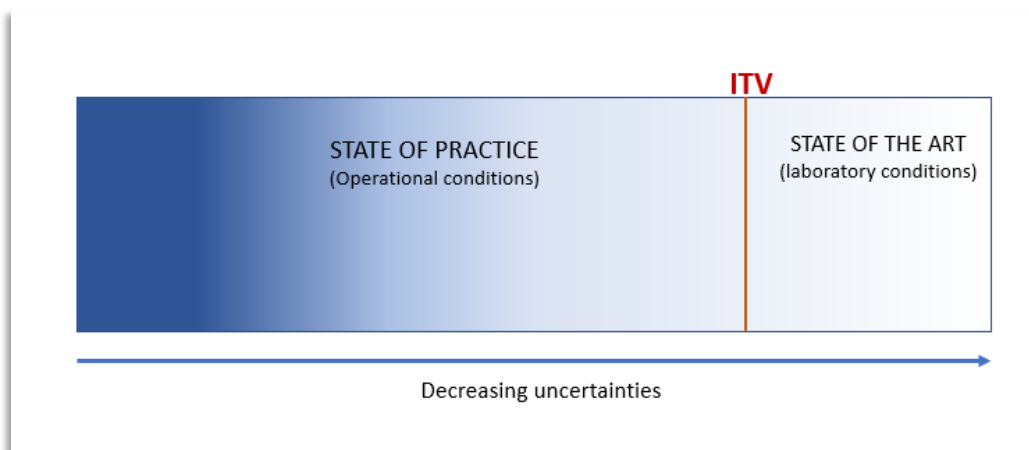 ITV
STATE OF PRACTICE
(Operational conditions)
STATE OF THE ART
(laboratory conditions)
Decreasing uncertainties